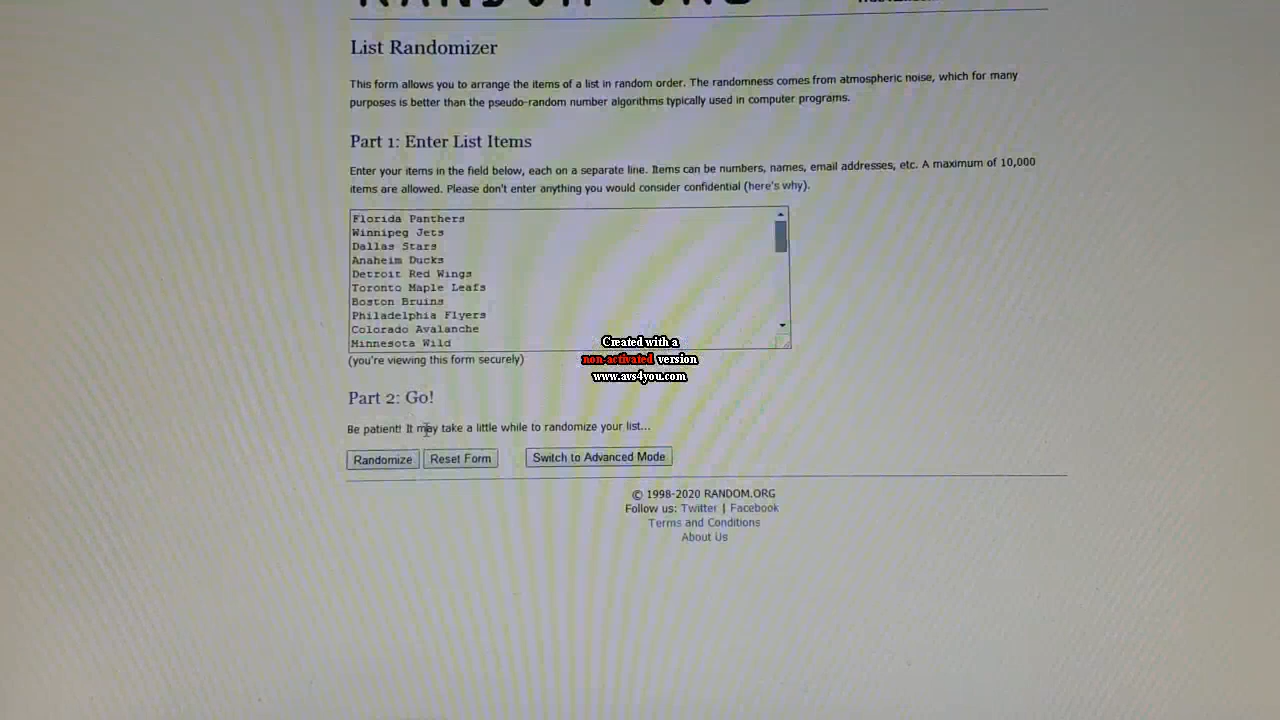 List Randomizer
This form allows you to arrange the items of a list in random order. The randomness comes from atmospheric noise, which for many
purposes is better than the pseudo-random number algorithms typically used in computer programs.
Part 1: Enter List Items
Enter your items in the field below, each on a separate line. Items can be numbers, names, email addresses, etc. A maximum of 10,000
items are allowed. Please don't enter anything you would consider confidential (here's why).
Florida Panthers
Winnipeg Jets
Dallas Stars
Anaheim Ducks
Detroit Red Wings
Toronto Maple Leafs
Boston Bruins
Philadelphia Flyers
Colorado Avalanche
Minnesota Wild
(you're viewing this form securely)
Created with a
non-activated version
www.avs4you.com
Part 2: Go!
Be patient! It may take a little while to randomize your list...
Randomize Reset Form Switch to Advanced Mode
© 1998-2020 RANDOM.ORG
Follow us: Twitter | Facebook
Terms and Conditions
About Us